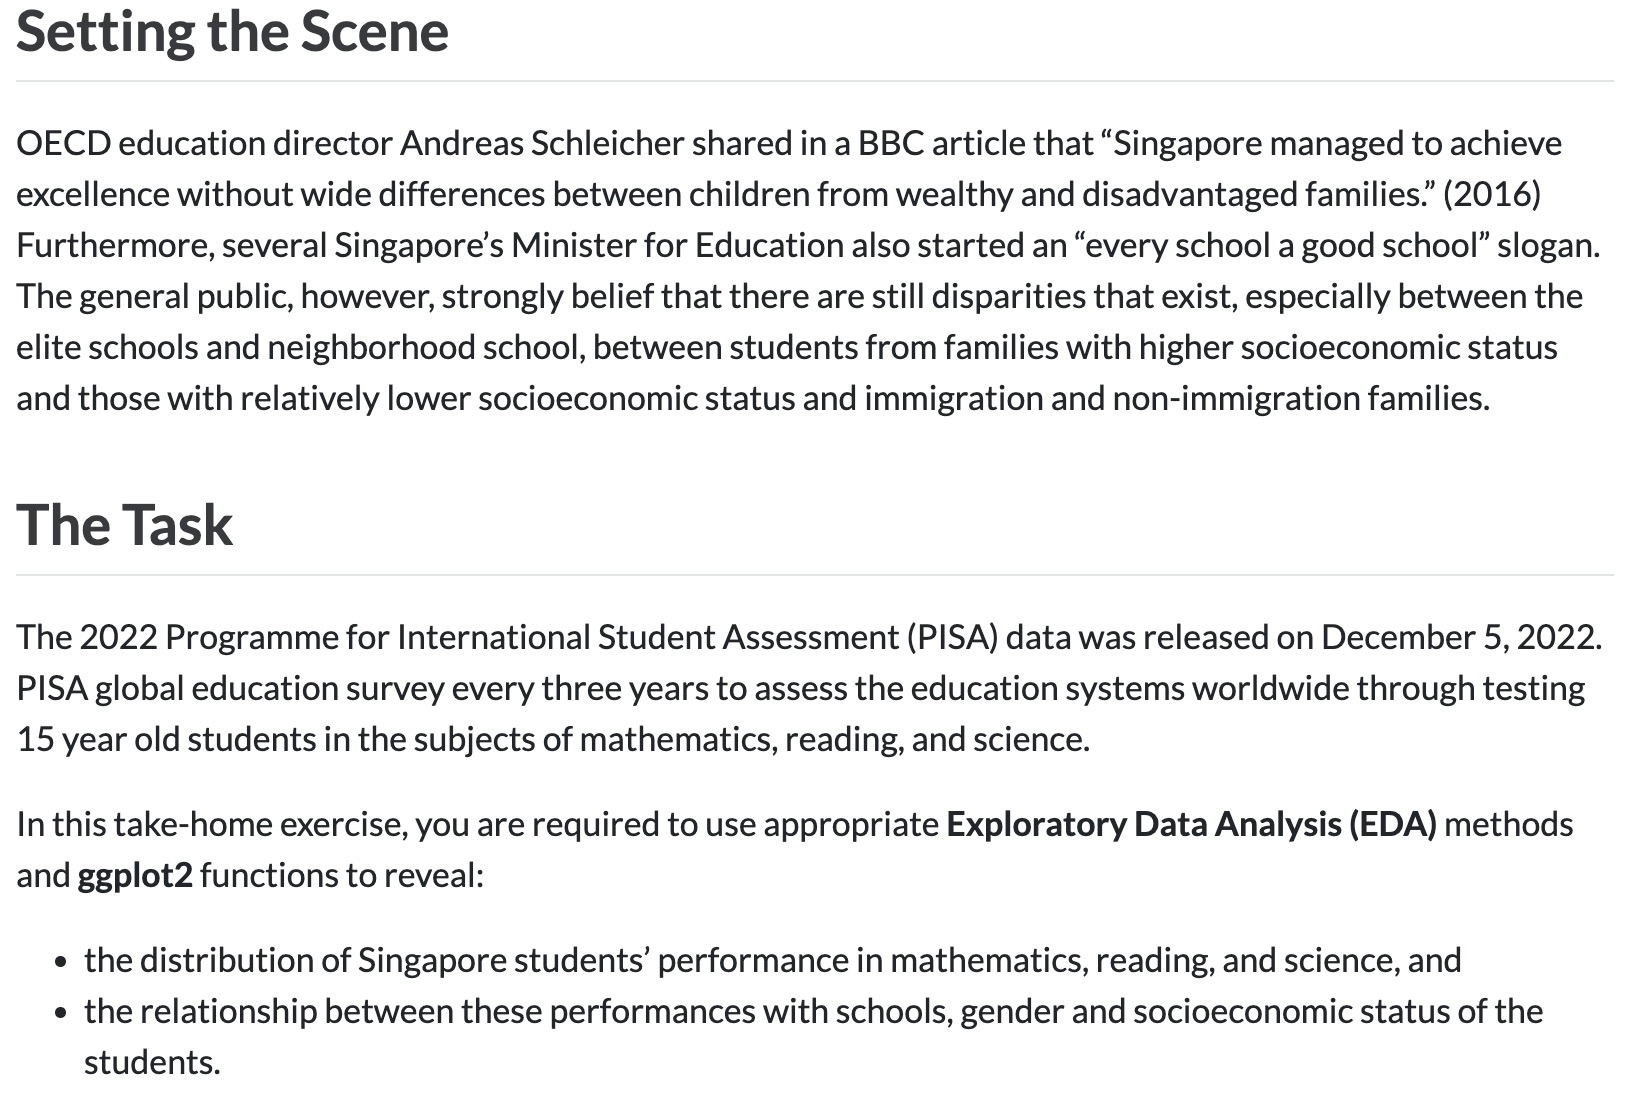 Setting the Scene
OECD education director Andreas Schleicher shared in a BBC article that “Singapore managed to achieve
excellence without wide differences between children from wealthy and disadvantaged families.” (2016)
Furthermore, several Singapore’s Minister for Education also started an “every school a good school” slogan.
The general public, however, strongly belief that there are still disparities that exist, especially between the
elite schools and neighborhood school, between students from families with higher socioeconomic status
and those with relatively lower socioeconomic status and immigration and non-immigration families.
The Task
The 2022 Programme for International Student Assessment (PISA) data was released on December 5, 2022.
PISA global education survey every three years to assess the education systems worldwide through testing
15 year old students in the subjects of mathematics, reading, and science.
In this take-home exercise, you are required to use appropriate Exploratory Data Analysis (EDA) methods
and ggplot2 functions to reveal:
• the distribution of Singapore students’ performance in mathematics, reading, and science, and
• the relationship between these performances with schools, gender and socioeconomic status of the
students.